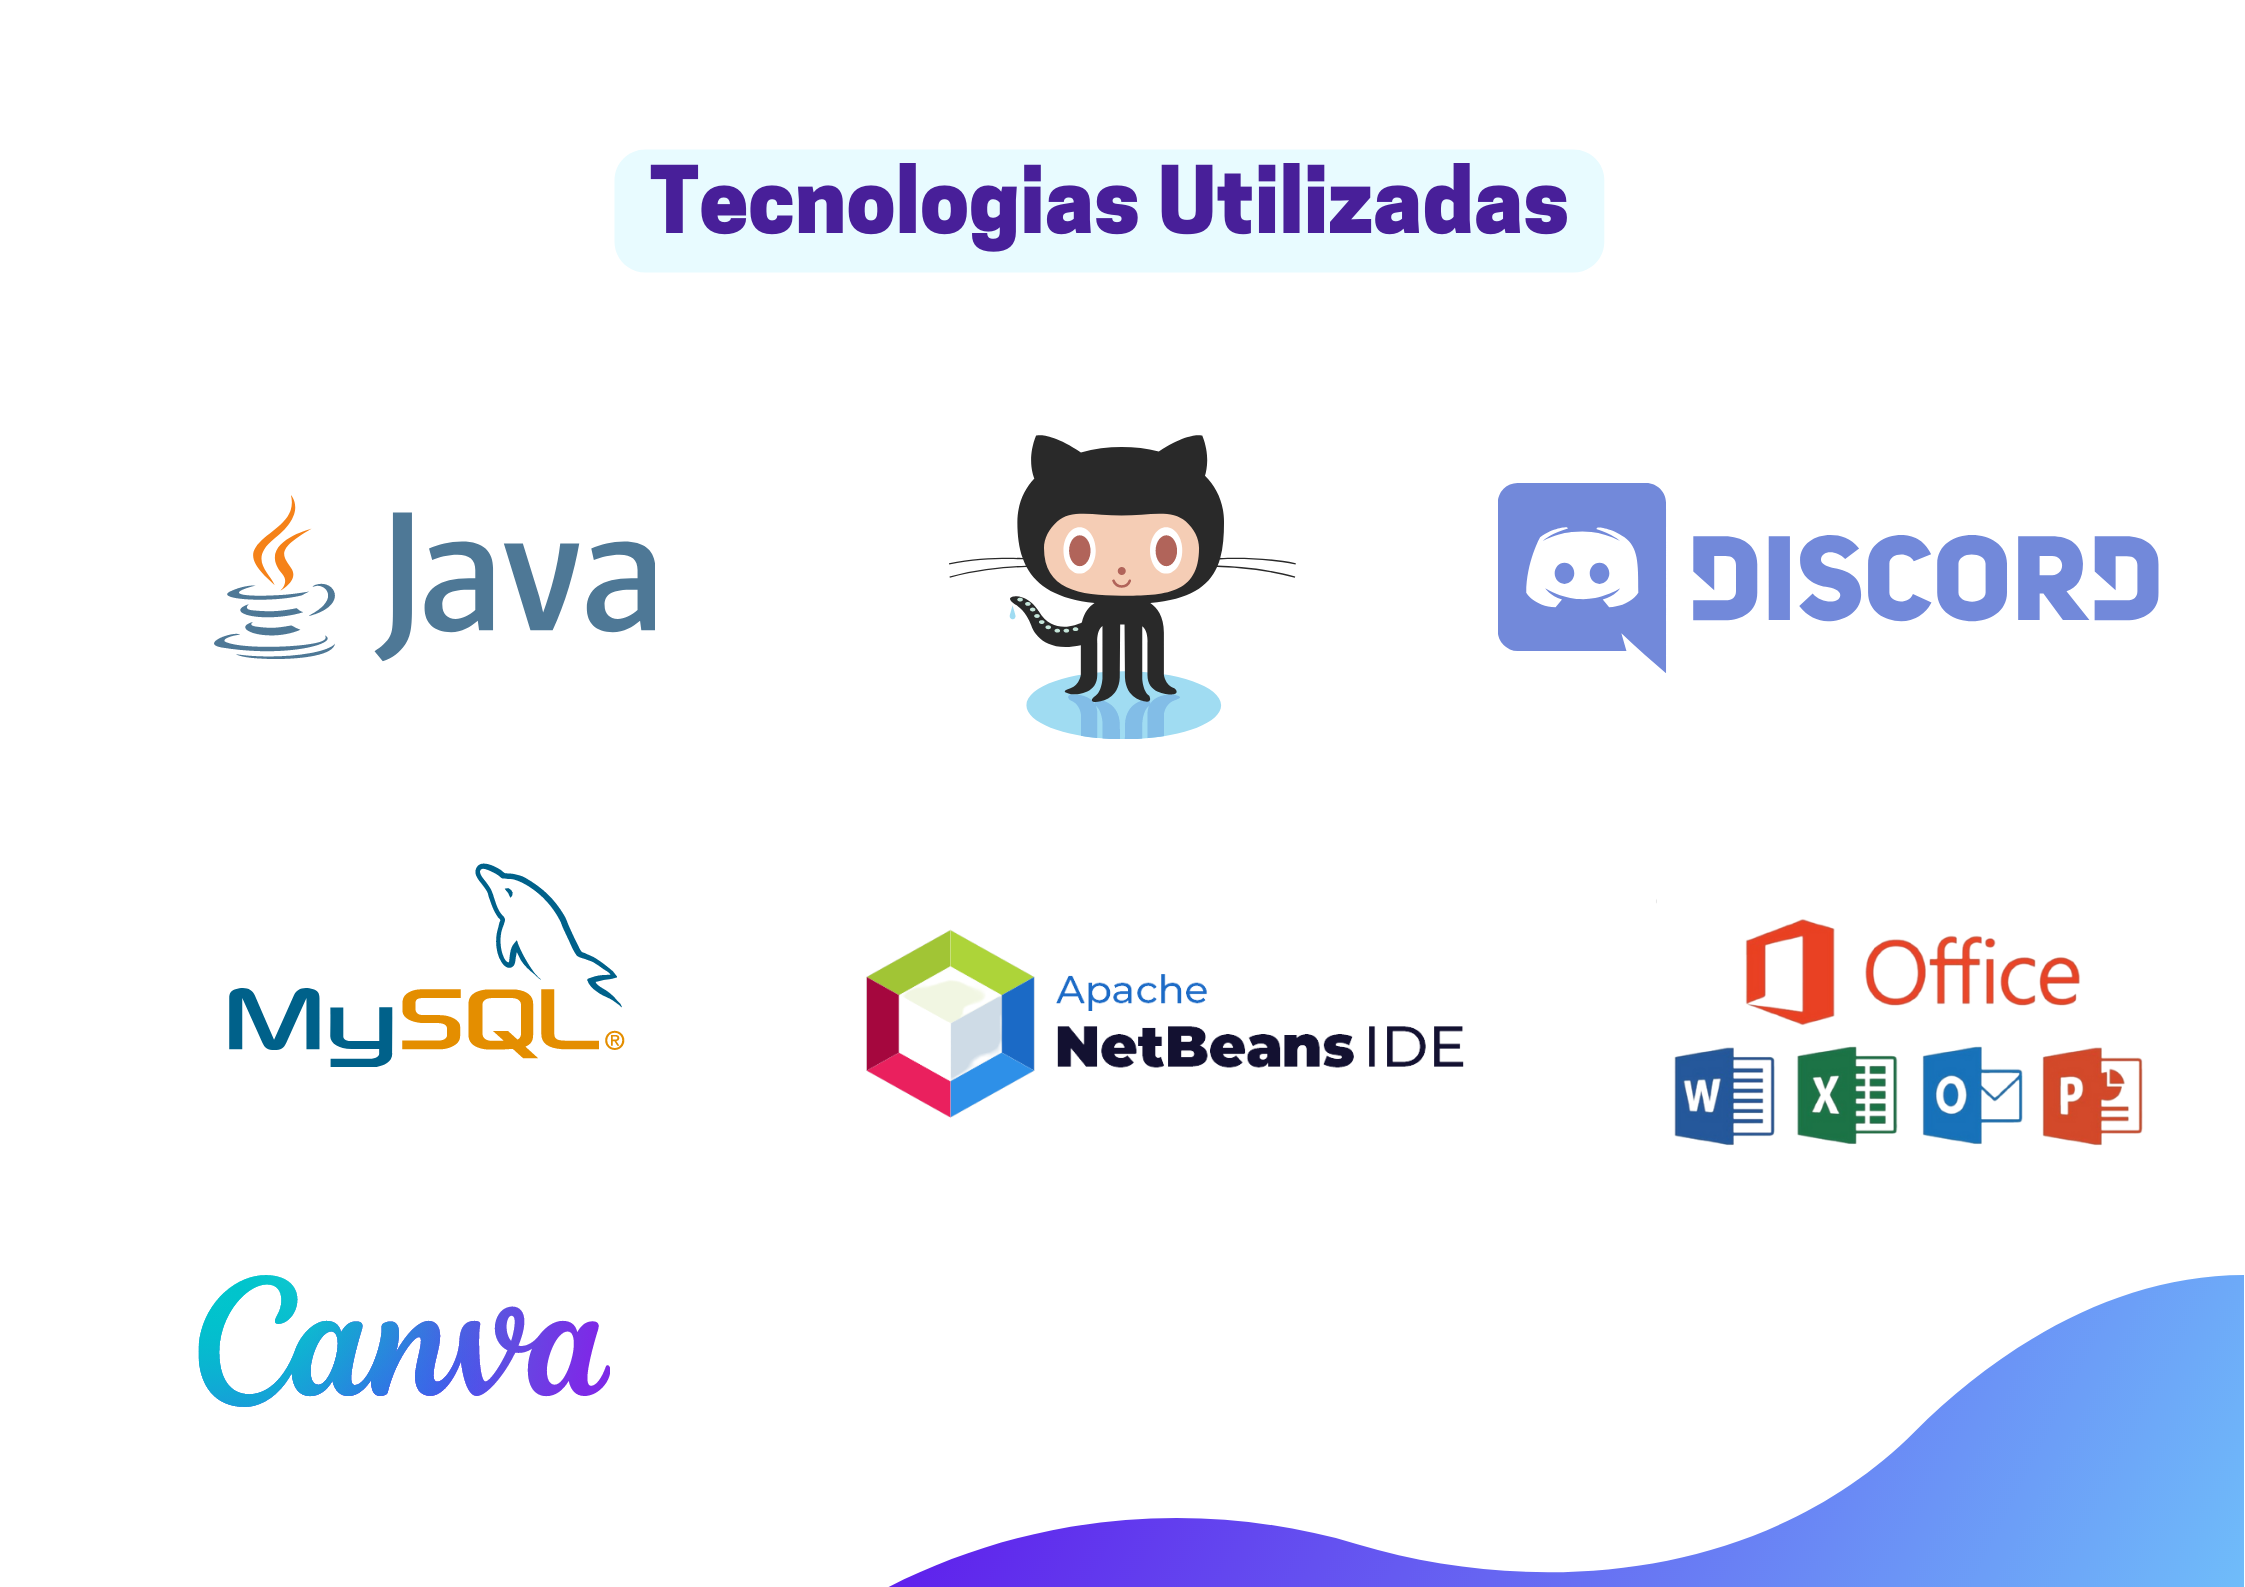 Tecnologias Utilizadas
Java
DISCORD
MySQL®
Apache
NetBeans IDE
Office
W X O P
Canva